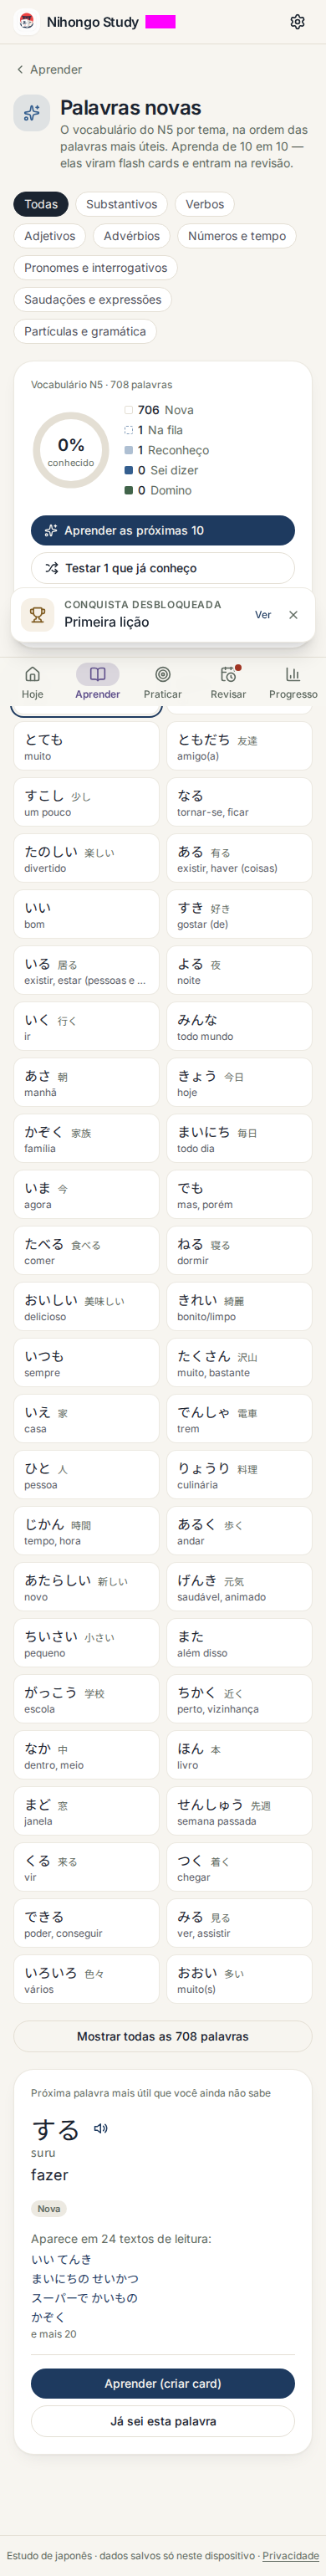 Nihongo Study
Aprender
Palavras novas
O vocabulário do N5 por tema, na ordem das
palavras mais úteis. Aprenda de 10 em 10 —
elas viram flash cards e entram na revisão.
Todas Substantivos Verbos
Adjetivos Advérbios Números e tempo
Pronomes e interrogativos
Saudações e expressões
Partículas e gramática
Vocabulário N5 · 708 palavras
0%
conhecido
706 Nova
1 Na fila
1 Reconheço
0 Sei dizer
0 Domino
Aprender as próximas 10
Testar 1 que já conheço
CONQUISTA DESBLOQUEADA
Primeira lição
Ver
Hoje Aprender Praticar Revisar Progresso
とても ともだち 友達
muito amigo(a)
すこし 少し なる
um pouco tornar-se, ficar
たのしい 楽しい ある 有る
divertido existir, haver (coisas)
いい すき 好き
bom gostar (de)
いる 居る よる 夜
existir, estar (pessoas e ... noite
いく 行く みんな
ir todo mundo
あさ 朝 きょう 今日
manhã hoje
かぞく 家族 まいにち 毎日
família todo dia
いま 今 でも
agora mas, porém
たべる 食べる ねる 寝る
comer dormir
おいしい 美味しい きれい 綺麗
delicioso bonito/limpo
いつも たくさん 沢山
sempre muito, bastante
いえ 家 でんしゃ 電車
casa trem
ひと 人 りょうり 料理
pessoa culinária
じかん 時間 あるく 歩く
tempo, hora andar
あたらしい 新しい げんき 元気
novo saudável, animado
ちいさい 小さい また
pequeno além disso
がっこう 学校 ちかく 近く
escola perto, vizinhança
なか 中 ほん 本
dentro, meio livro
まど 窓 せんしゅう 先週
janela semana passada
くる 来る つく 着く
vir chegar
できる みる 見る
poder, conseguir ver, assistir
いろいろ 色々 おおい 多い
vários muito(s)
Mostrar todas as 708 palavras
Próxima palavra mais útil que você ainda não sabe
する
suru
fazer
Nova
Aparece em 24 textos de leitura:
いい てんき
まいにちの せいかつ
スーパーで かいもの
かぞく
e mais 20
Aprender (criar card)
Já sei esta palavra
Estudo de japonês · dados salvos só neste dispositivo · Privacidade